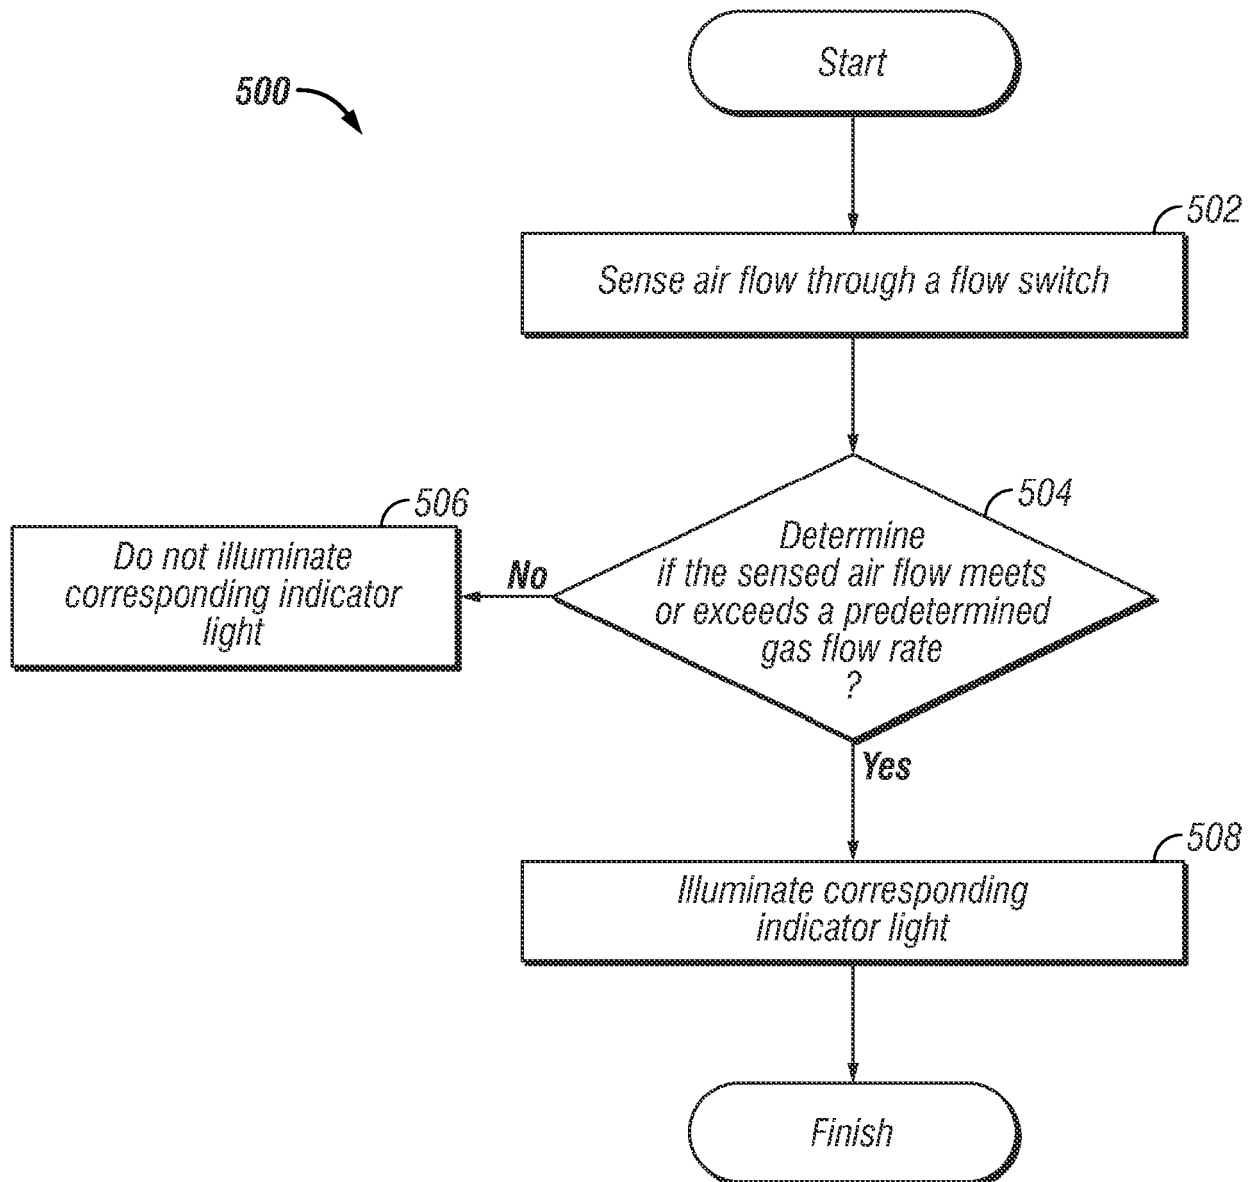 Start
500
502
Sense air flow through a flow switch
504
Determine
if the sensed air flow meets
or exceeds a predetermined
gas flow rate
?
506
Do not illuminate
corresponding indicator
light
No
Yes
508
Illuminate corresponding
indicator light
Finish